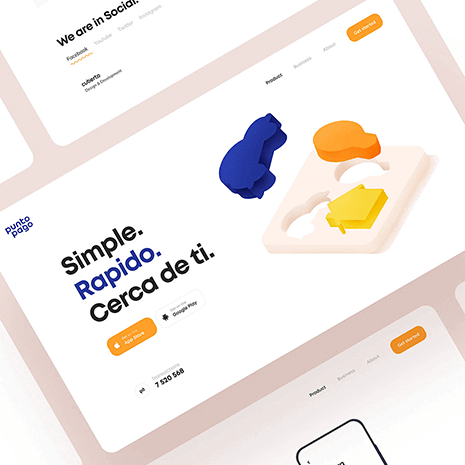 We are in Social.
Facebook Youtube Twitter Instagram
cubierto
Design & Development
Product Business About
Get started
punto
pago
Simple.
Rapido.
Cerca de ti.
App Store
Google Play
7 520 568
Product Business About
Get started